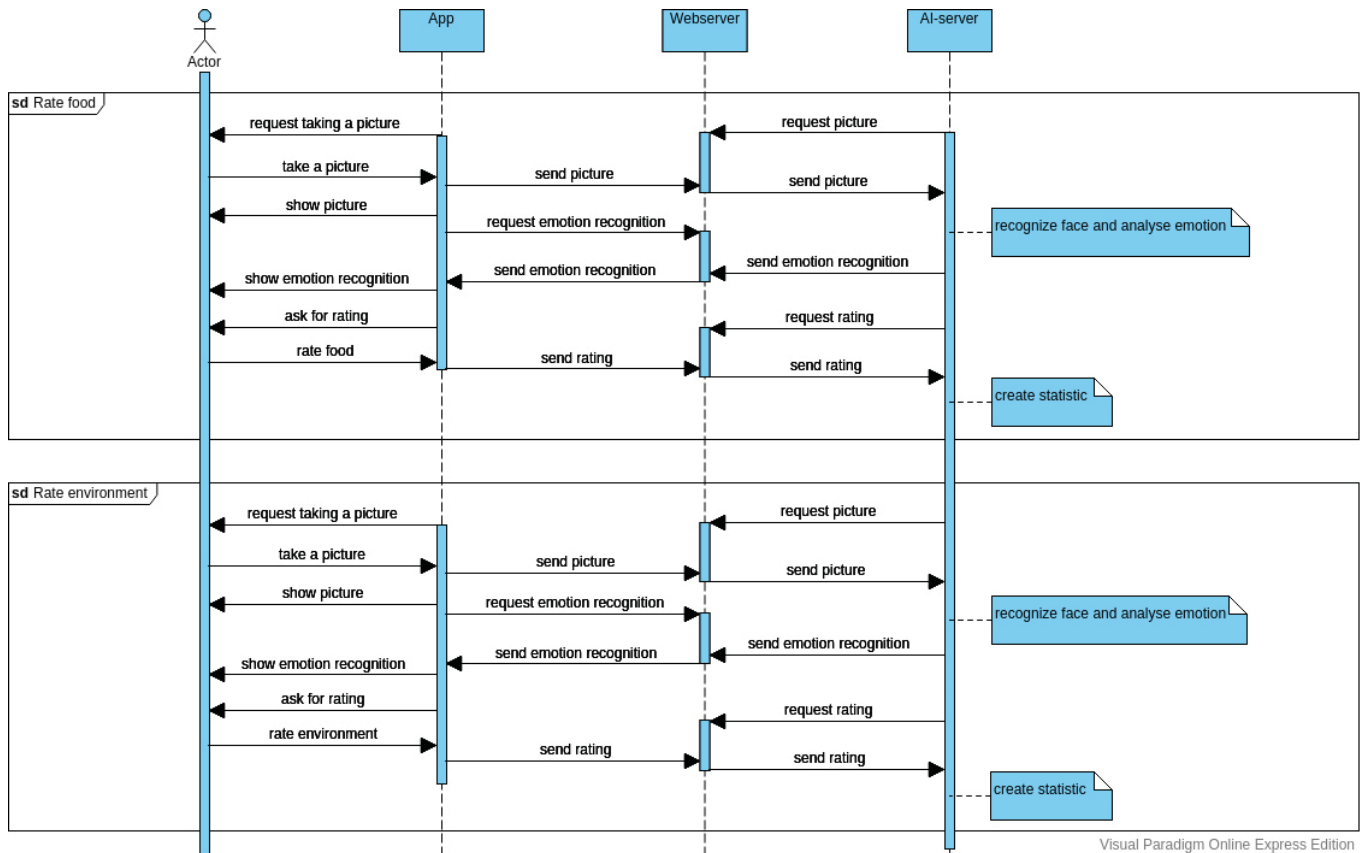 App
Webserver
AI-server
Actor
sd Rate food
request taking a picture
request picture
take a picture
send picture
send picture
show picture
request emotion recognition
recognize face and analyse emotion
send emotion recognition
send emotion recognition
show emotion recognition
ask for rating
request rating
rate food
send rating
send rating
create statistic
sd Rate environment
request taking a picture
request picture
take a picture
send picture
send picture
show picture
request emotion recognition
recognize face and analyse emotion
send emotion recognition
send emotion recognition
show emotion recognition
ask for rating
request rating
rate environment
send rating
send rating
create statistic
Visual Paradigm Online Express Edition